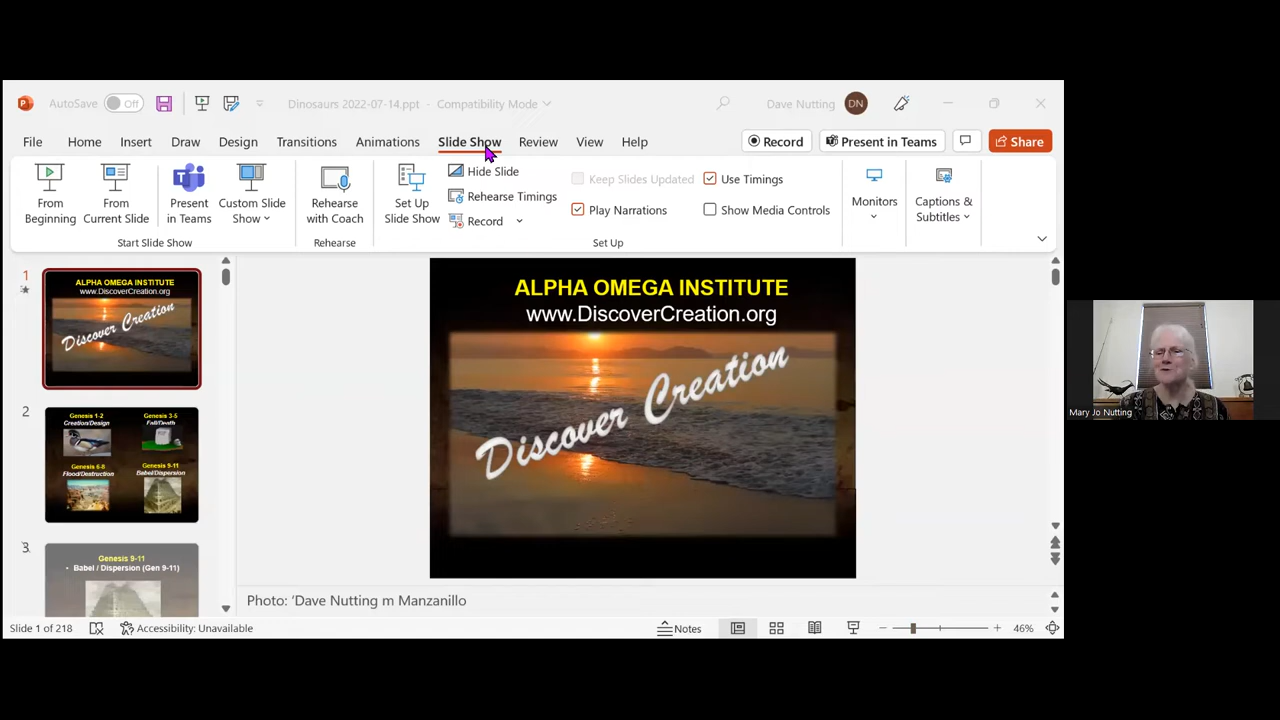 AutoSave Off Dinosaurs 2022-07-14.ppt - Compatibility Mode Dave Nutting DN
File Home Insert Draw Design Transitions Animations Slide Show Review View Help Record Present in Teams Share
From Beginning
From Current Slide
Present in Teams
Custom Slide Show
Start Slide Show
Rehearse with Coach
Rehearse
Set Up Slide Show
Hide Slide
Rehearse Timings
Record
Keep Slides Updated
Play Narrations
Use Timings
Show Media Controls
Set Up
Monitors
Captions & Subtitles
1
ALPHA OMEGA INSTITUTE
www.DiscoverCreation.org
Discover Creation
2
Genesis 1-2
Creation/Design
Genesis 3-5
Fall/Death
Genesis 6-8
Flood/Destruction
Genesis 9-11
Babel/Dispersion
3
Genesis 9-11
• Babel / Dispersion (Gen 9-11)
ALPHA OMEGA INSTITUTE
www.DiscoverCreation.org
Discover Creation
Photo: ‘Dave Nutting m Manzanillo
Mary Jo Nutting
Slide 1 of 218 Accessibility: Unavailable Notes 46%